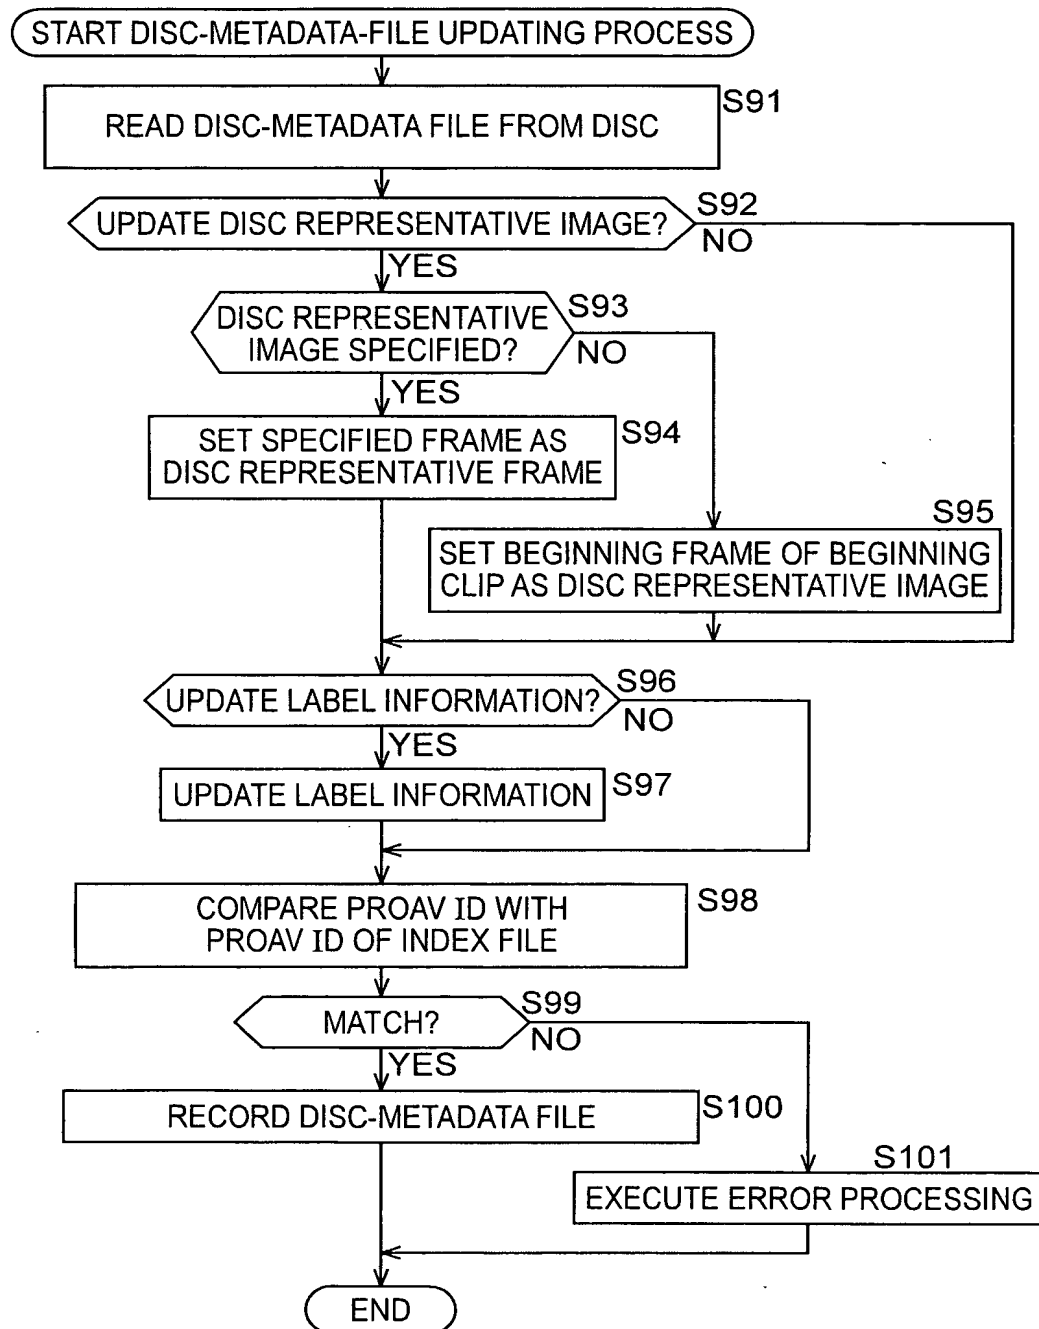 START DISC-METADATA-FILE UPDATING PROCESS
S91
READ DISC-METADATA FILE FROM DISC
S92
UPDATE DISC REPRESENTATIVE IMAGE?
NO
YES
S93
DISC REPRESENTATIVE
IMAGE SPECIFIED?
NO
YES
S94
SET SPECIFIED FRAME AS
DISC REPRESENTATIVE FRAME
S95
SET BEGINNING FRAME OF BEGINNING
CLIP AS DISC REPRESENTATIVE IMAGE
S96
UPDATE LABEL INFORMATION?
NO
YES
S97
UPDATE LABEL INFORMATION
S98
COMPARE PROAV ID WITH
PROAV ID OF INDEX FILE
S99
MATCH?
NO
YES
S100
RECORD DISC-METADATA FILE
S101
EXECUTE ERROR PROCESSING
END